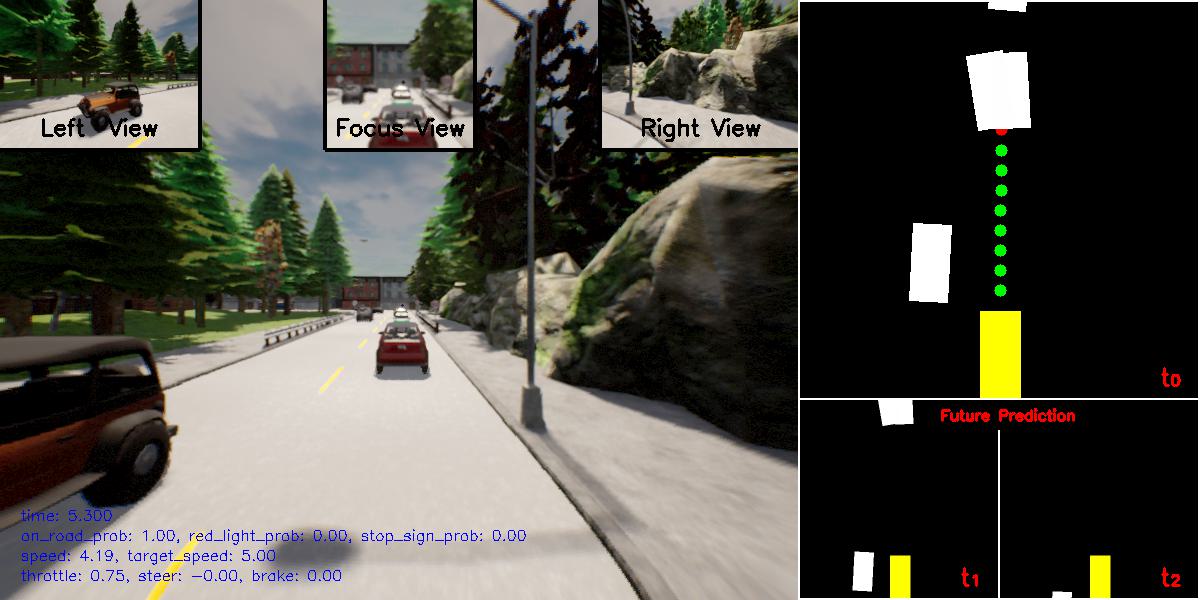 Left View
Focus View
Right View
t0
Future Prediction
t1
t2
time: 5.300
on_road_prob: 1.00, red_light_prob: 0.00, stop_sign_prob: 0.00
speed: 4.19, target_speed: 5.00
throttle: 0.75, steer: −0.00, brake: 0.00